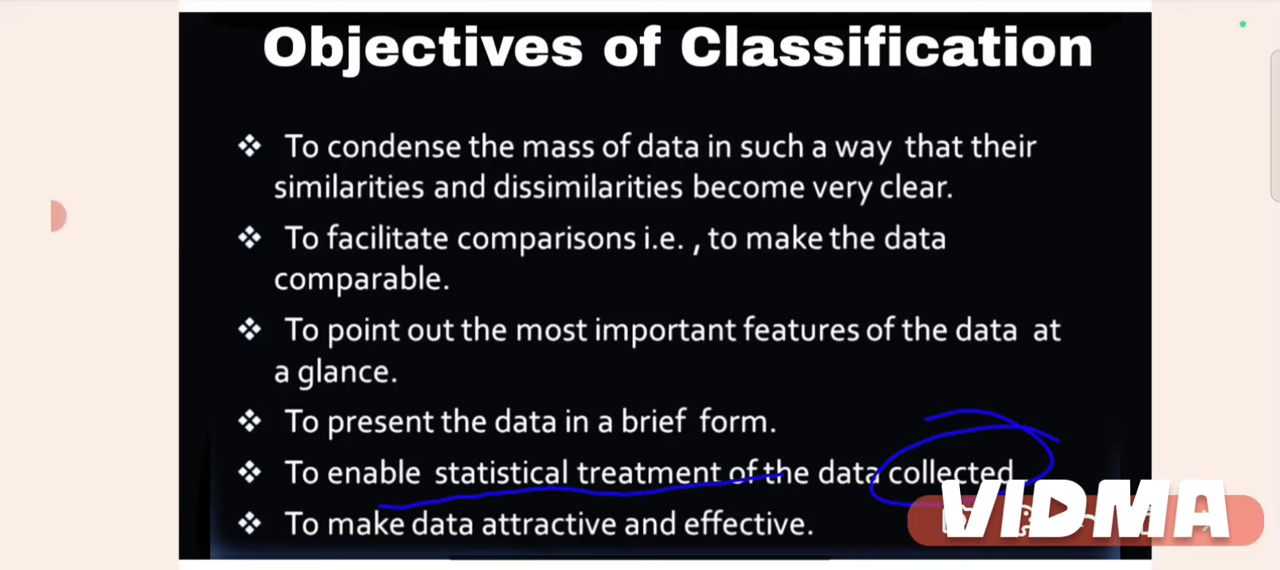 Objectives of Classification
❖ To condense the mass of data in such a way that their
similarities and dissimilarities become very clear.
❖ To facilitate comparisons i.e. , to make the data
comparable.
❖ To point out the most important features of the data at
a glance.
❖ To present the data in a brief form.
❖ To enable statistical treatment of the data collected
❖ To make data attractive and effective.
VIDMA